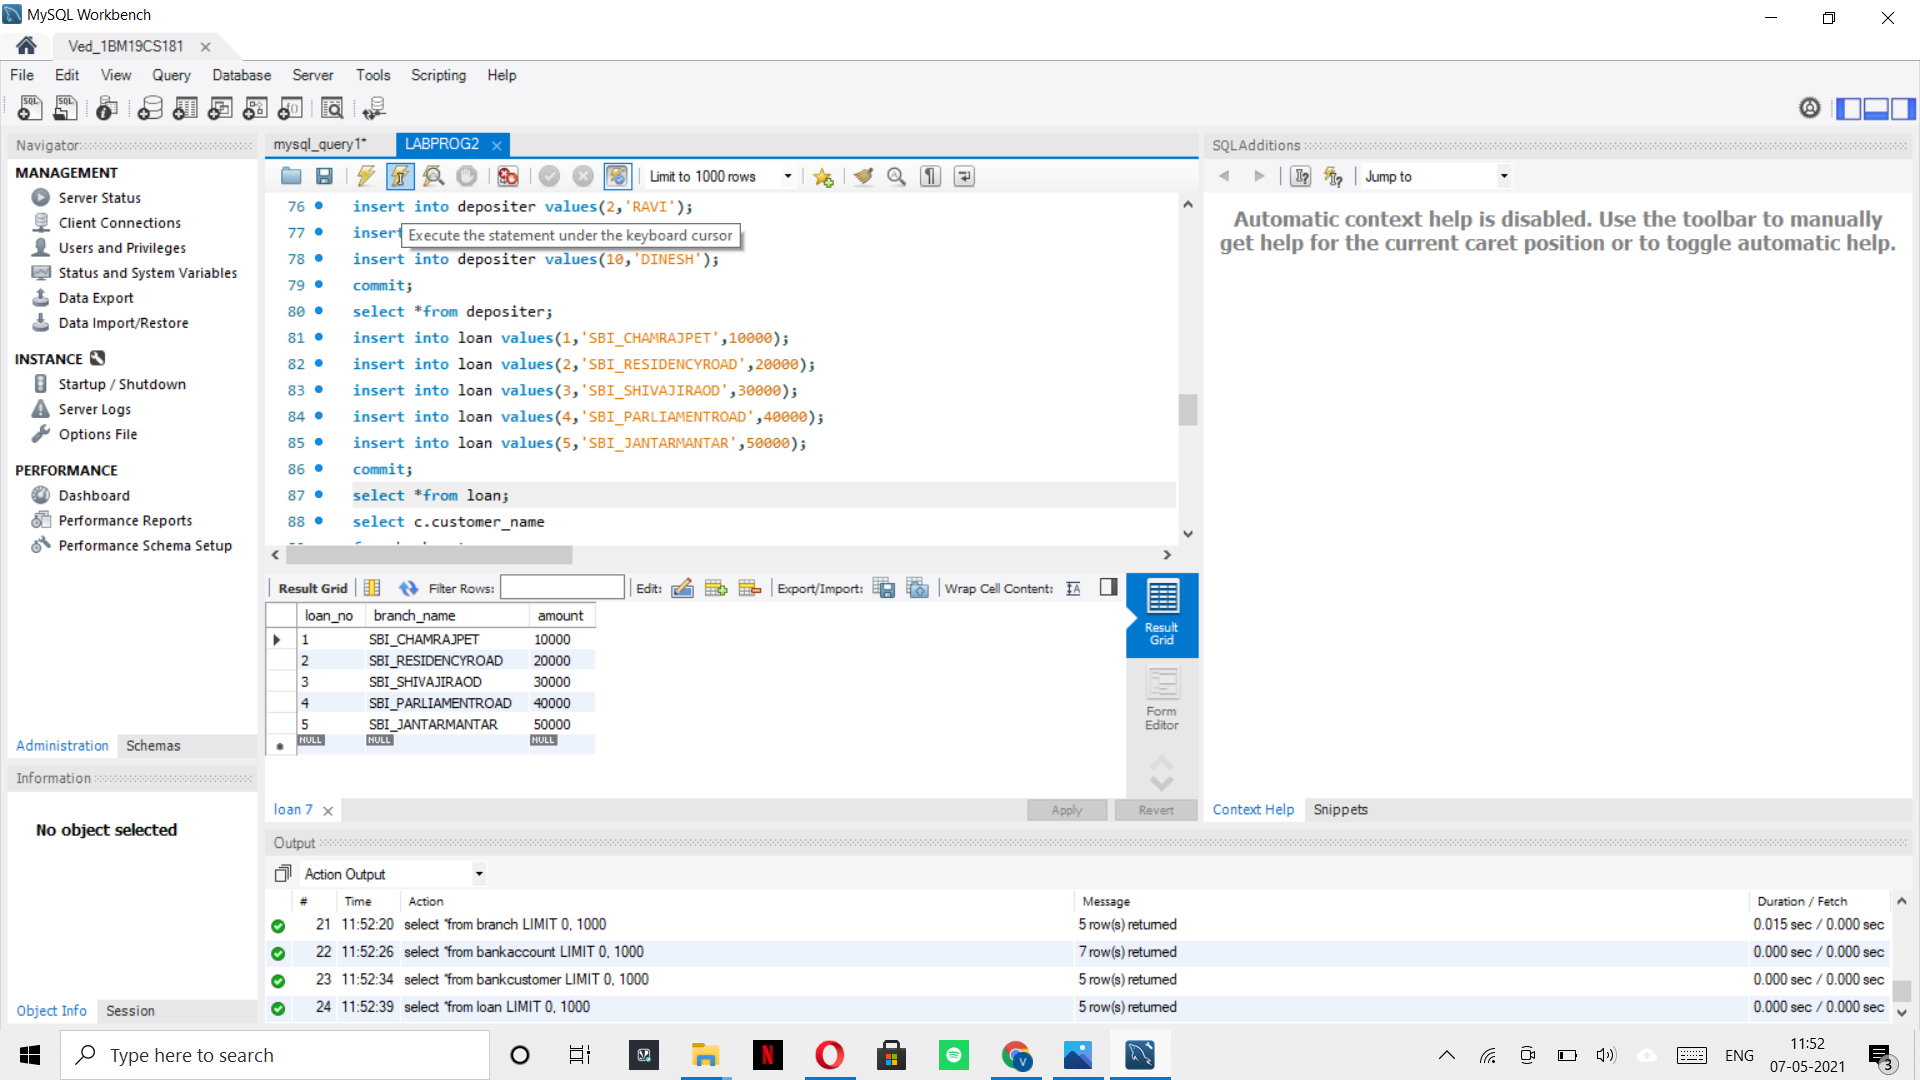 MySQL Workbench
Ved_1BM19CS181
File Edit View Query Database Server Tools Scripting Help
Navigator
MANAGEMENT
Server Status
Client Connections
Users and Privileges
Status and System Variables
Data Export
Data Import/Restore
INSTANCE
Startup / Shutdown
Server Logs
Options File
PERFORMANCE
Dashboard
Performance Reports
Performance Schema Setup
Administration Schemas
Information
No object selected
Object Info Session
mysql_query1* LABPROG2
Limit to 1000 rows
76 insert into depositer values(2,'RAVI');
77 insert
Execute the statement under the keyboard cursor
78 insert into depositer values(10,'DINESH');
79 commit;
80 select *from depositer;
81 insert into loan values(1,'SBI_CHAMRAJPET',10000);
82 insert into loan values(2,'SBI_RESIDENCYROAD',20000);
83 insert into loan values(3,'SBI_SHIVAJIRAOD',30000);
84 insert into loan values(4,'SBI_PARLIAMENTROAD',40000);
85 insert into loan values(5,'SBI_JANTARMANTAR',50000);
86 commit;
87 select *from loan;
88 select c.customer_name
Result Grid Filter Rows: Edit: Export/Import: Wrap Cell Content:
loan_no branch_name amount
1 SBI_CHAMRAJPET 10000
2 SBI_RESIDENCYROAD 20000
3 SBI_SHIVAJIRAOD 30000
4 SBI_PARLIAMENTROAD 40000
5 SBI_JANTARMANTAR 50000
NULL NULL NULL
Result
Grid
Form
Editor
loan 7 Apply Revert
SQLAdditions
Jump to
Automatic context help is disabled. Use the toolbar to manually
get help for the current caret position or to toggle automatic help.
Context Help Snippets
Output
Action Output
# Time Action Message Duration / Fetch
21 11:52:20 select *from branch LIMIT 0, 1000 5 row(s) returned 0.015 sec / 0.000 sec
22 11:52:26 select *from bankaccount LIMIT 0, 1000 7 row(s) returned 0.000 sec / 0.000 sec
23 11:52:34 select *from bankcustomer LIMIT 0, 1000 5 row(s) returned 0.000 sec / 0.000 sec
24 11:52:39 select *from loan LIMIT 0, 1000 5 row(s) returned 0.000 sec / 0.000 sec
Type here to search
ENG
11:52
07-05-2021
3